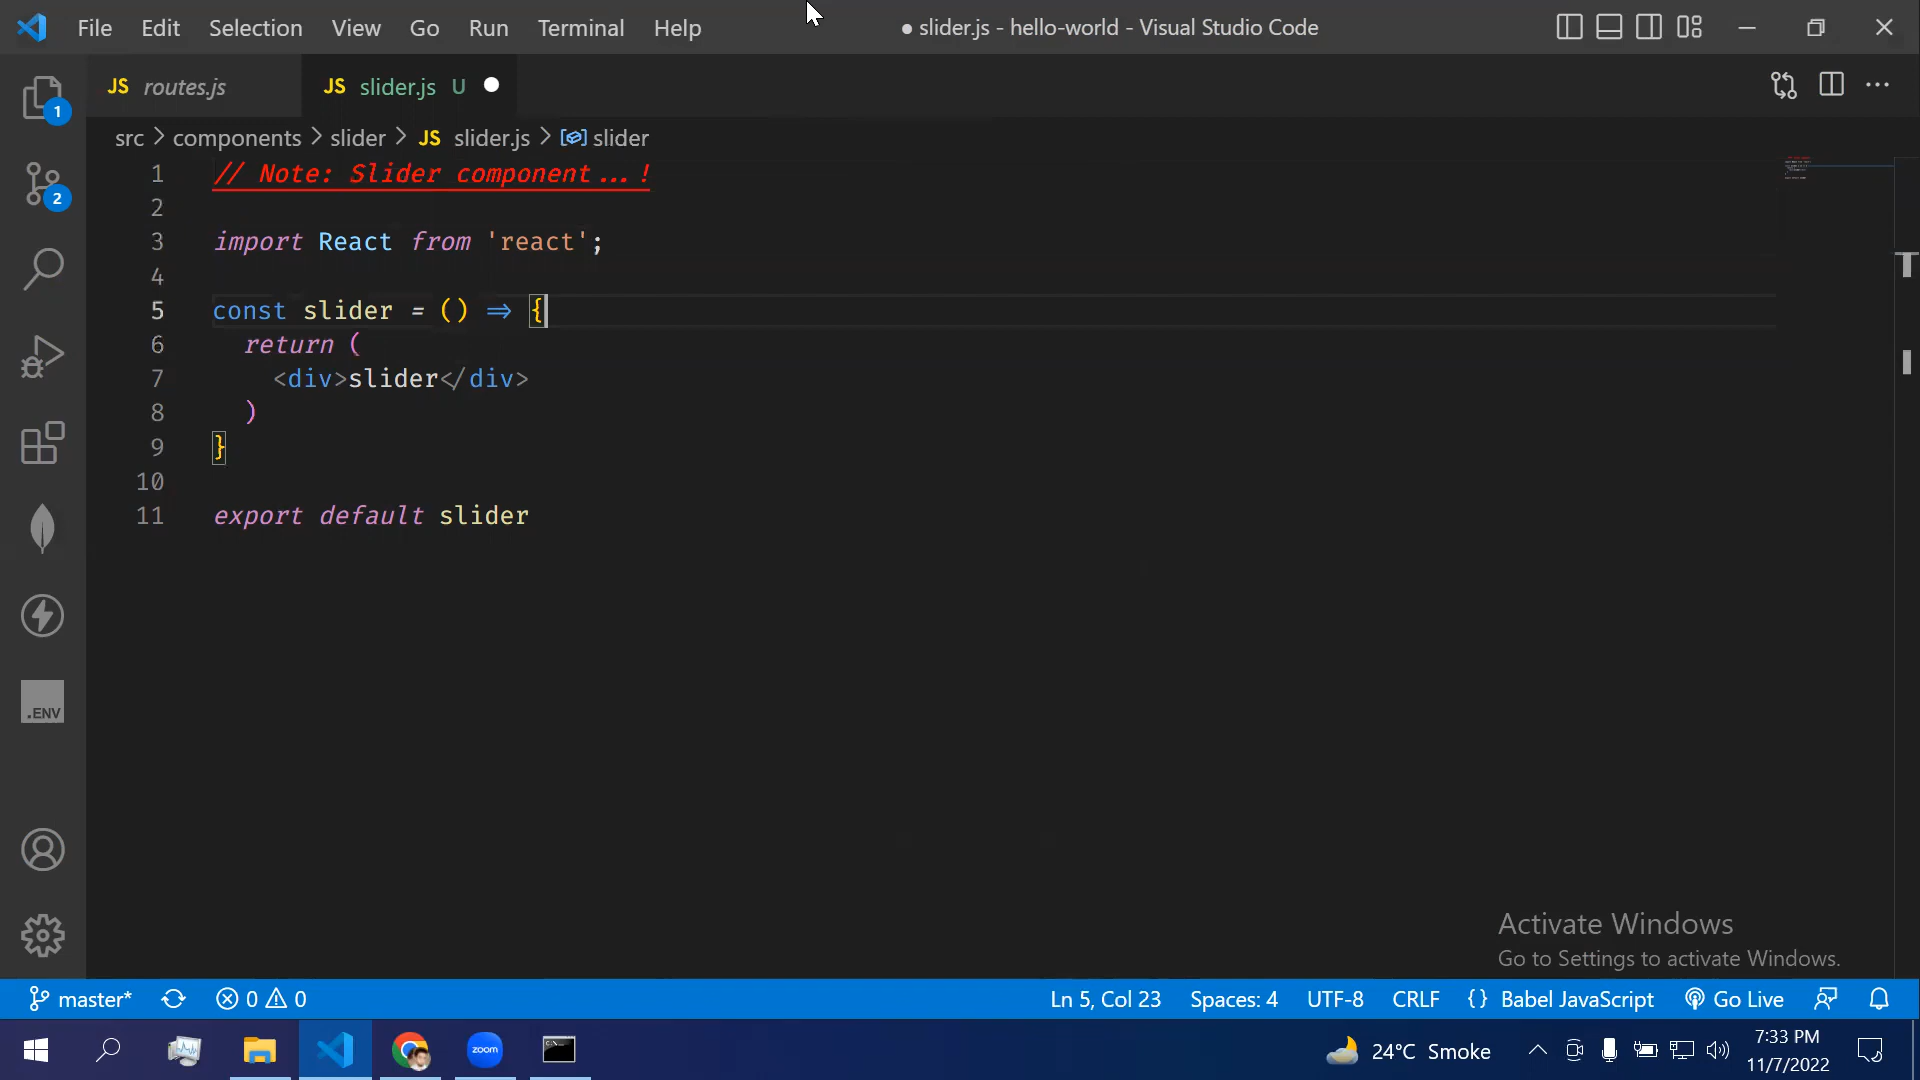 File Edit Selection View Go Run Terminal Help
● slider.js - hello-world - Visual Studio Code
JS routes.js
JS slider.js U ●
src > components > slider > JS slider.js > slider
1 // Note: Slider component...!
2
3 import React from 'react';
4
5 const slider = () => {
6 return (
7 <div>slider</div>
8 )
9 }
10
11 export default slider
1
2
.ENV
Activate Windows
Go to Settings to activate Windows.
master* 0 0 Ln 5, Col 23 Spaces: 4 UTF-8 CRLF {} Babel JavaScript Go Live
zoom
24°C Smoke
7:33 PM
11/7/2022